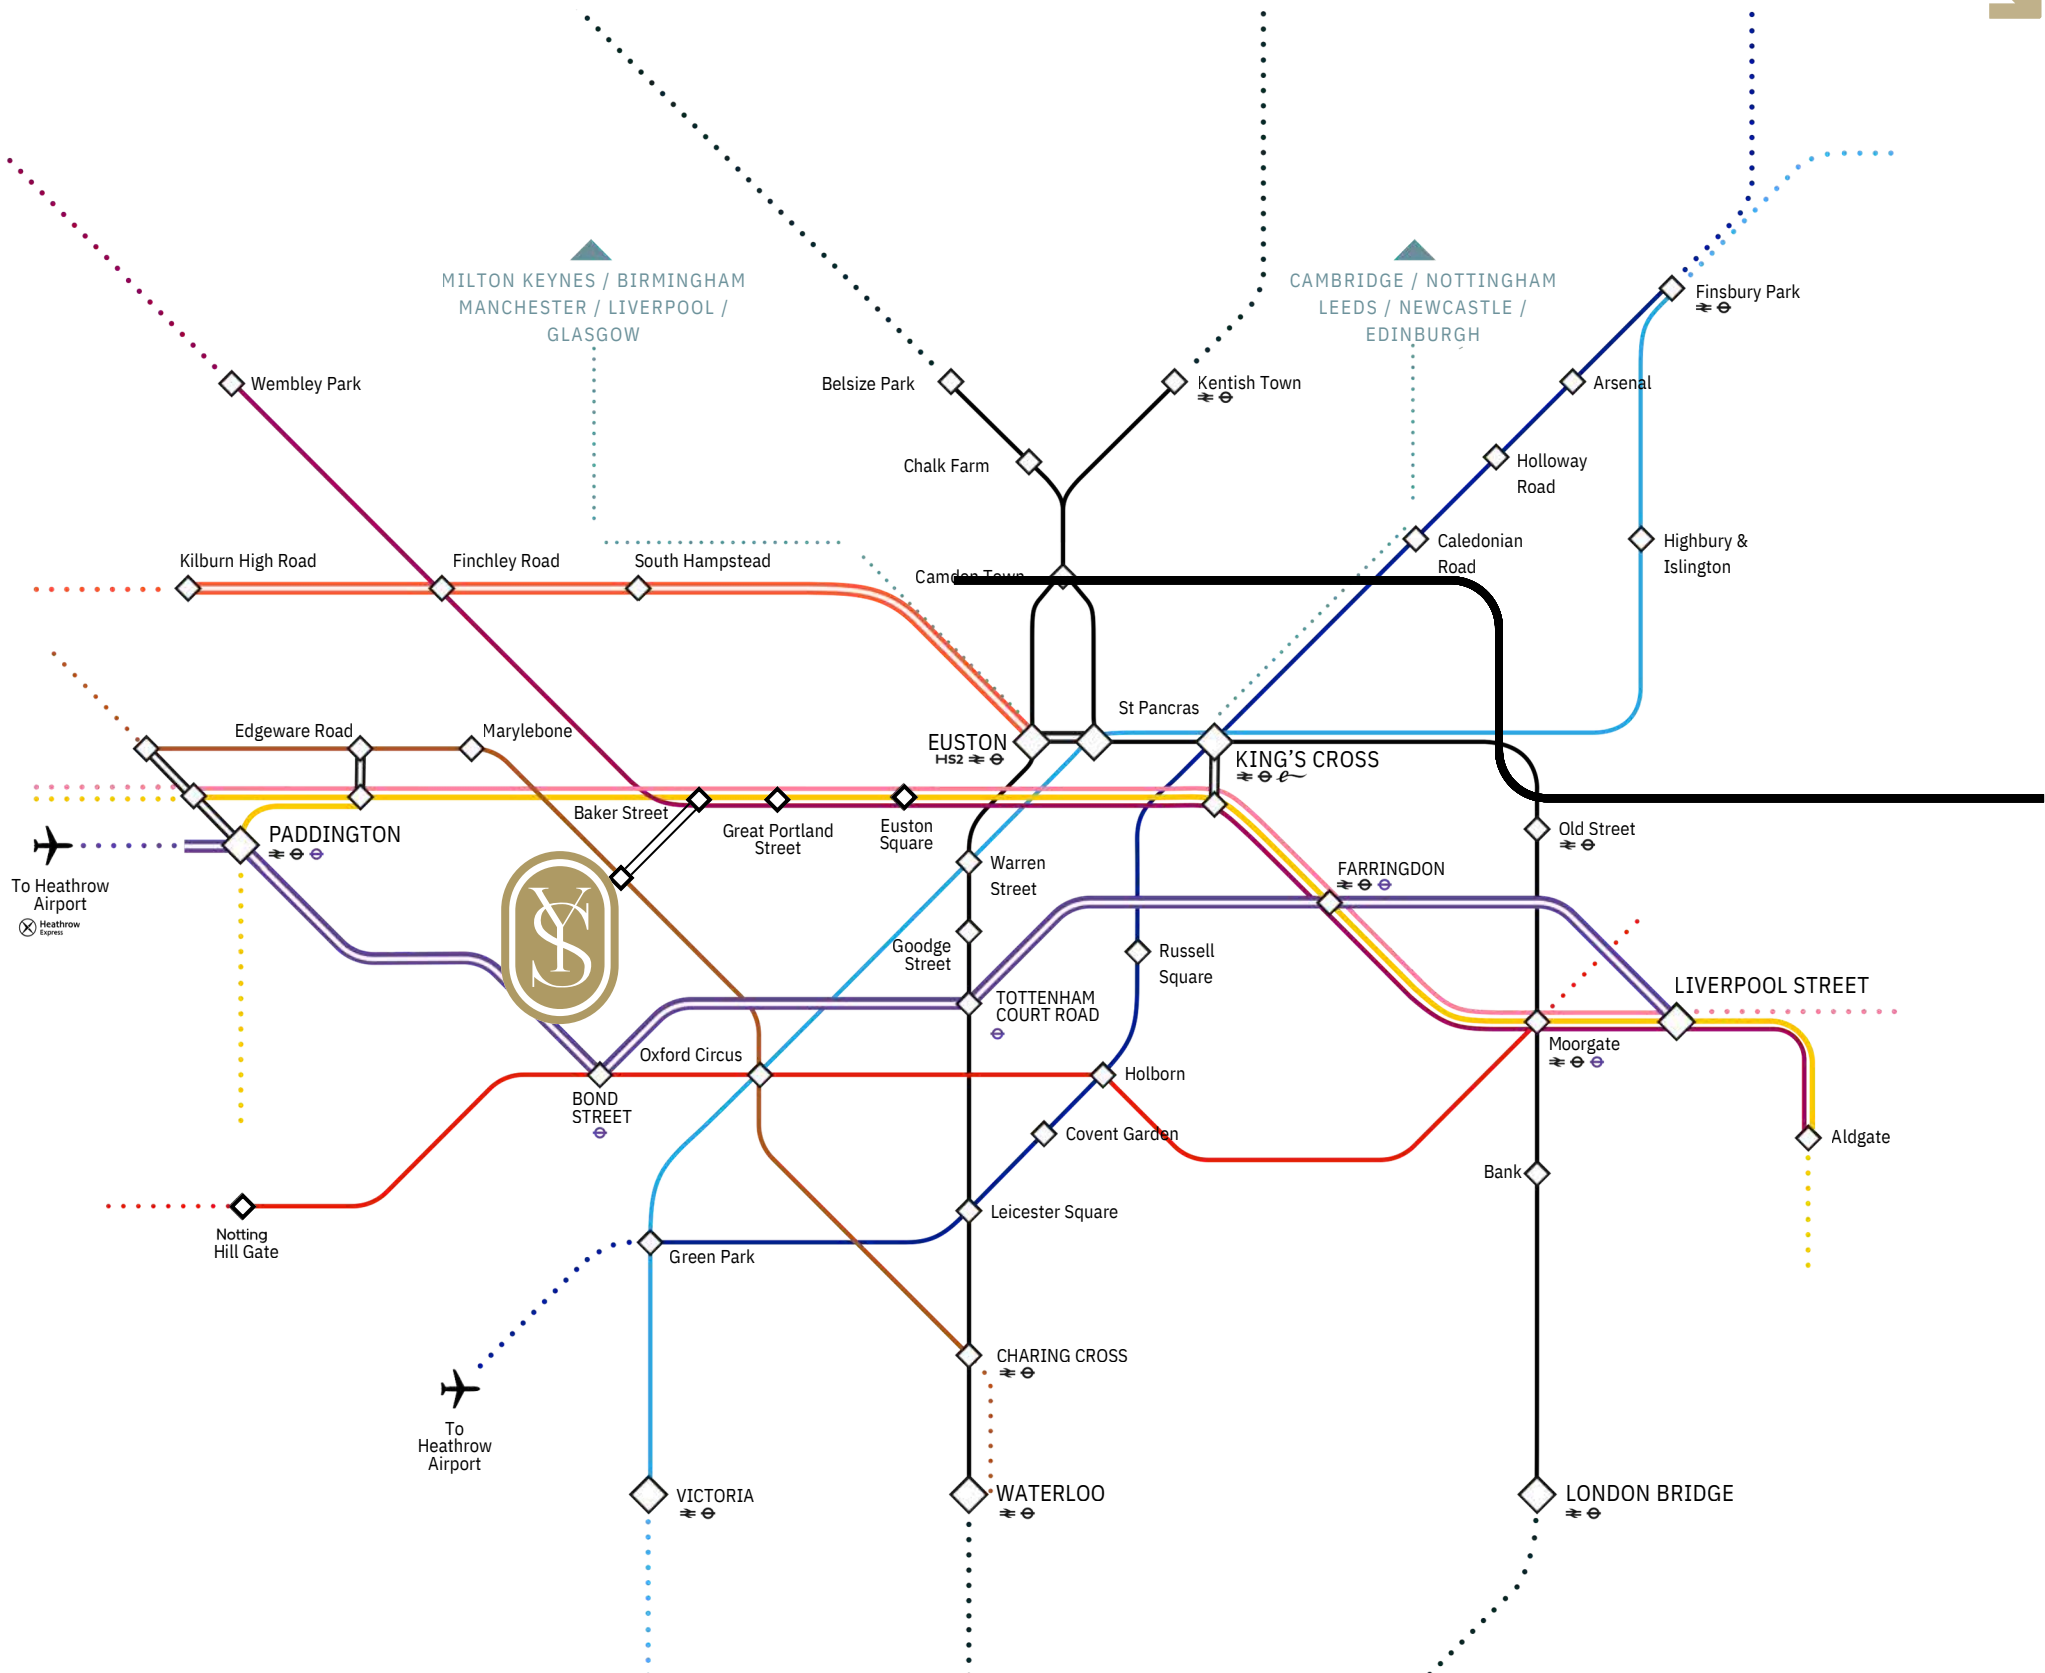 MILTON KEYNES / BIRMINGHAM
MANCHESTER / LIVERPOOL /
GLASGOW
CAMBRIDGE / NOTTINGHAM
LEEDS / NEWCASTLE /
EDINBURGH
Finsbury Park
Wembley Park
Belsize Park
Kentish Town
Arsenal
Chalk Farm
Holloway
Road
Kilburn High Road
Finchley Road
South Hampstead
Camden Town
Caledonian
Road
Highbury &
Islington
St Pancras
Edgeware Road
Marylebone
EUSTON
HS2
KING'S CROSS
Baker Street
Great Portland
Street
Euston
Square
PADDINGTON
Old Street
Warren
Street
FARRINGDON
To Heathrow
Airport
Heathrow
Express
YS
Goodge
Street
Russell
Square
TOTTENHAM
COURT ROAD
LIVERPOOL STREET
Moorgate
Oxford Circus
Holborn
BOND
STREET
Covent Garden
Aldgate
Bank
Leicester Square
Notting
Hill Gate
Green Park
CHARING CROSS
To
Heathrow
Airport
VICTORIA
WATERLOO
LONDON BRIDGE